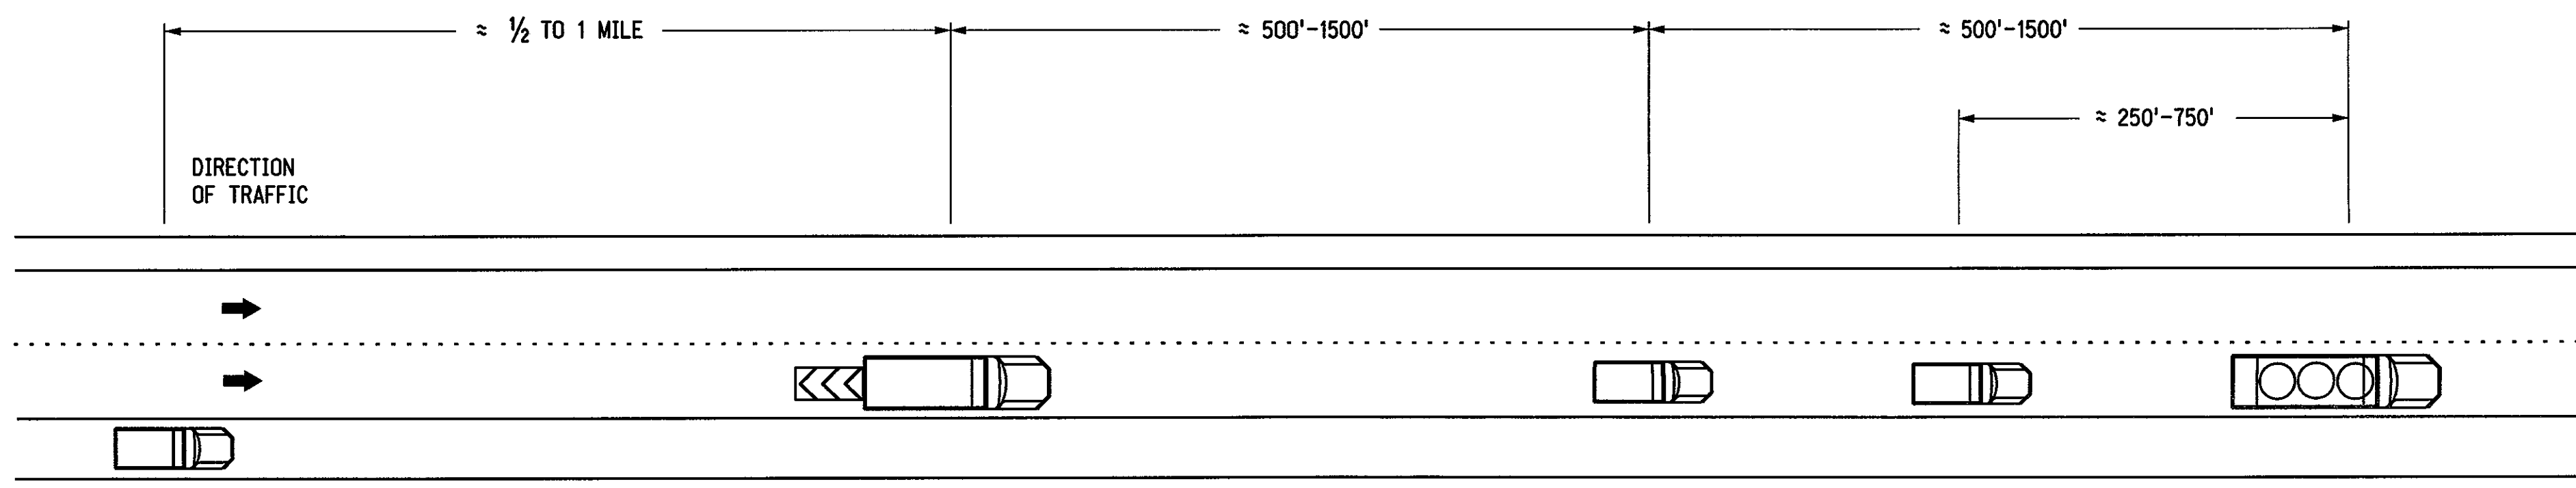 ≈ ½ TO 1 MILE
≈ 500'-1500'
≈ 500'-1500'
≈ 250'-750'
DIRECTION
OF TRAFFIC